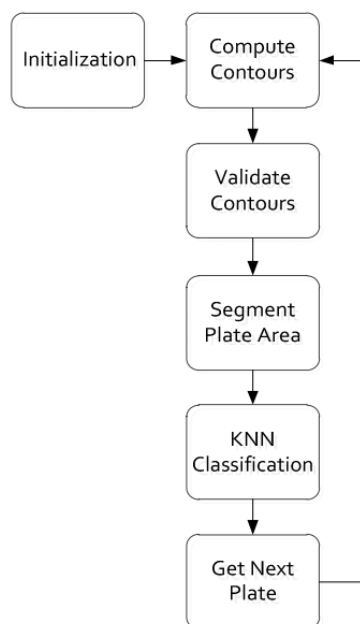 Initialization
Compute
Contours
Validate
Contours
Segment
Plate Area
KNN
Classification
Get Next
Plate